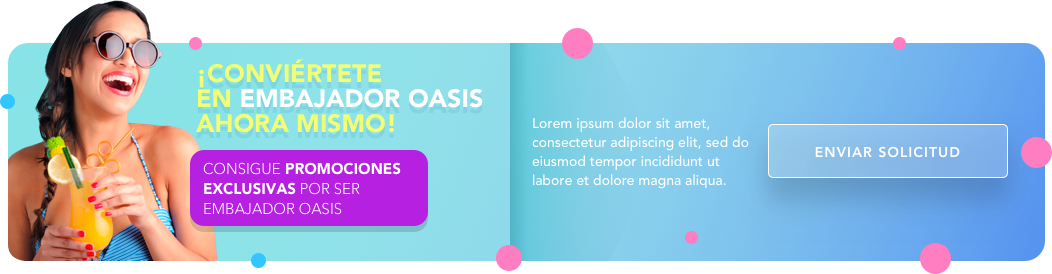 ¡CONVIÉRTETE
EN EMBAJADOR OASIS
AHORA MISMO!
CONSIGUE PROMOCIONES
EXCLUSIVAS POR SER
EMBAJADOR OASIS
Lorem ipsum dolor sit amet,
consectetur adipiscing elit, sed do
eiusmod tempor incididunt ut
labore et dolore magna aliqua.
ENVIAR SOLICITUD